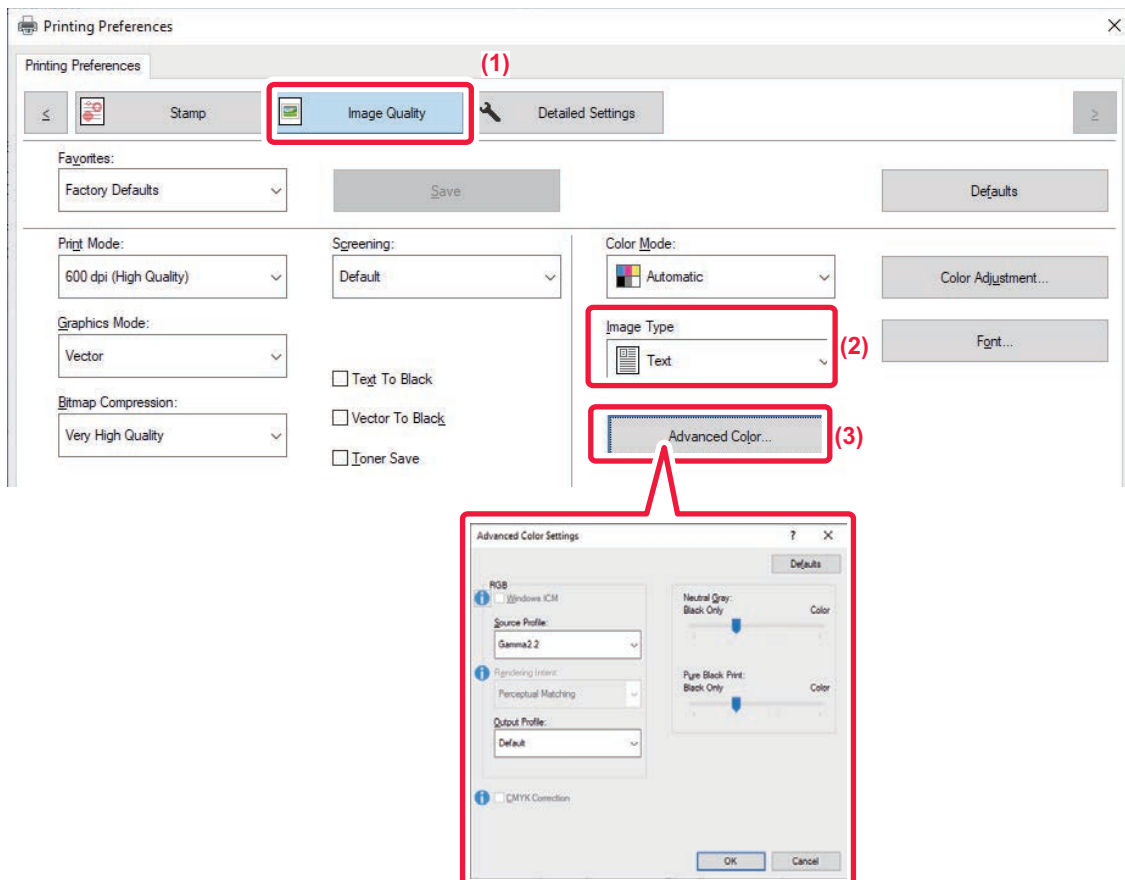 Printing Preferences
Printing Preferences
(1)
<
Stamp
Image Quality
Detailed Settings
>
Favorites:
Factory Defaults
Save
Defaults
Print Mode:
600 dpi (High Quality)
Screening:
Default
Color Mode:
Automatic
Color Adjustment...
Graphics Mode:
Vector
Image Type
Text
(2)
Font...
Text To Black
Bitmap Compression:
Very High Quality
Vector To Black
Advanced Color...
(3)
Toner Save
Advanced Color Settings
?
Defaults
RGB
Windows ICM
Source Profile:
Gamma2.2
Rendering Intent:
Perceptual Matching
Output Profile:
Default
CMYK Correction
Neutral Gray:
Black Only Color
Pure Black Print:
Black Only Color
OK
Cancel